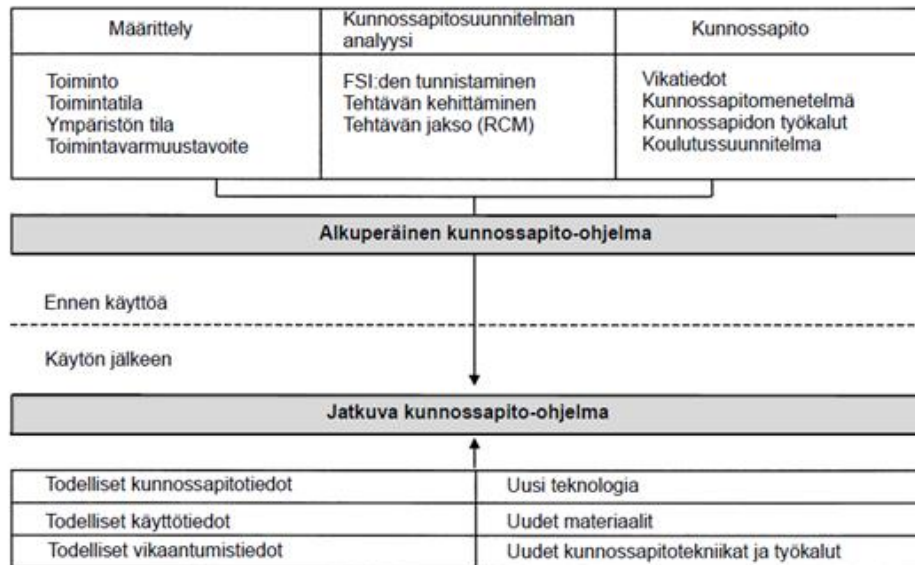 Määrittely
Kunnossapitosuunnitelman
analyysi
Kunnossapito
Toiminto
Toimintatila
Ympäristön tila
Toimintavarmuustavoite
FSI:den tunnistaminen
Tehtävän kehittäminen
Tehtävän jakso (RCM)
Vikatiedot
Kunnossapitomenetelmä
Kunnossapidon työkalut
Koulutussuunnitelma
Alkuperäinen kunnossapito-ohjelma
Ennen käyttöä
Käytön jälkeen
Jatkuva kunnossapito-ohjelma
Todelliset kunnossapitotiedot
Uusi teknologia
Todelliset käyttötiedot
Uudet materiaalit
Todelliset vikaantumistiedot
Uudet kunnossapitotekniikat ja työkalut